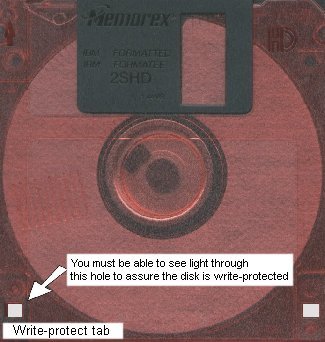 Memorex
HD
IBM FORMATTED
IBM FORMATEE
2SHD
You must be able to see light through
this hole to assure the disk is write-protected
Write-protect tab